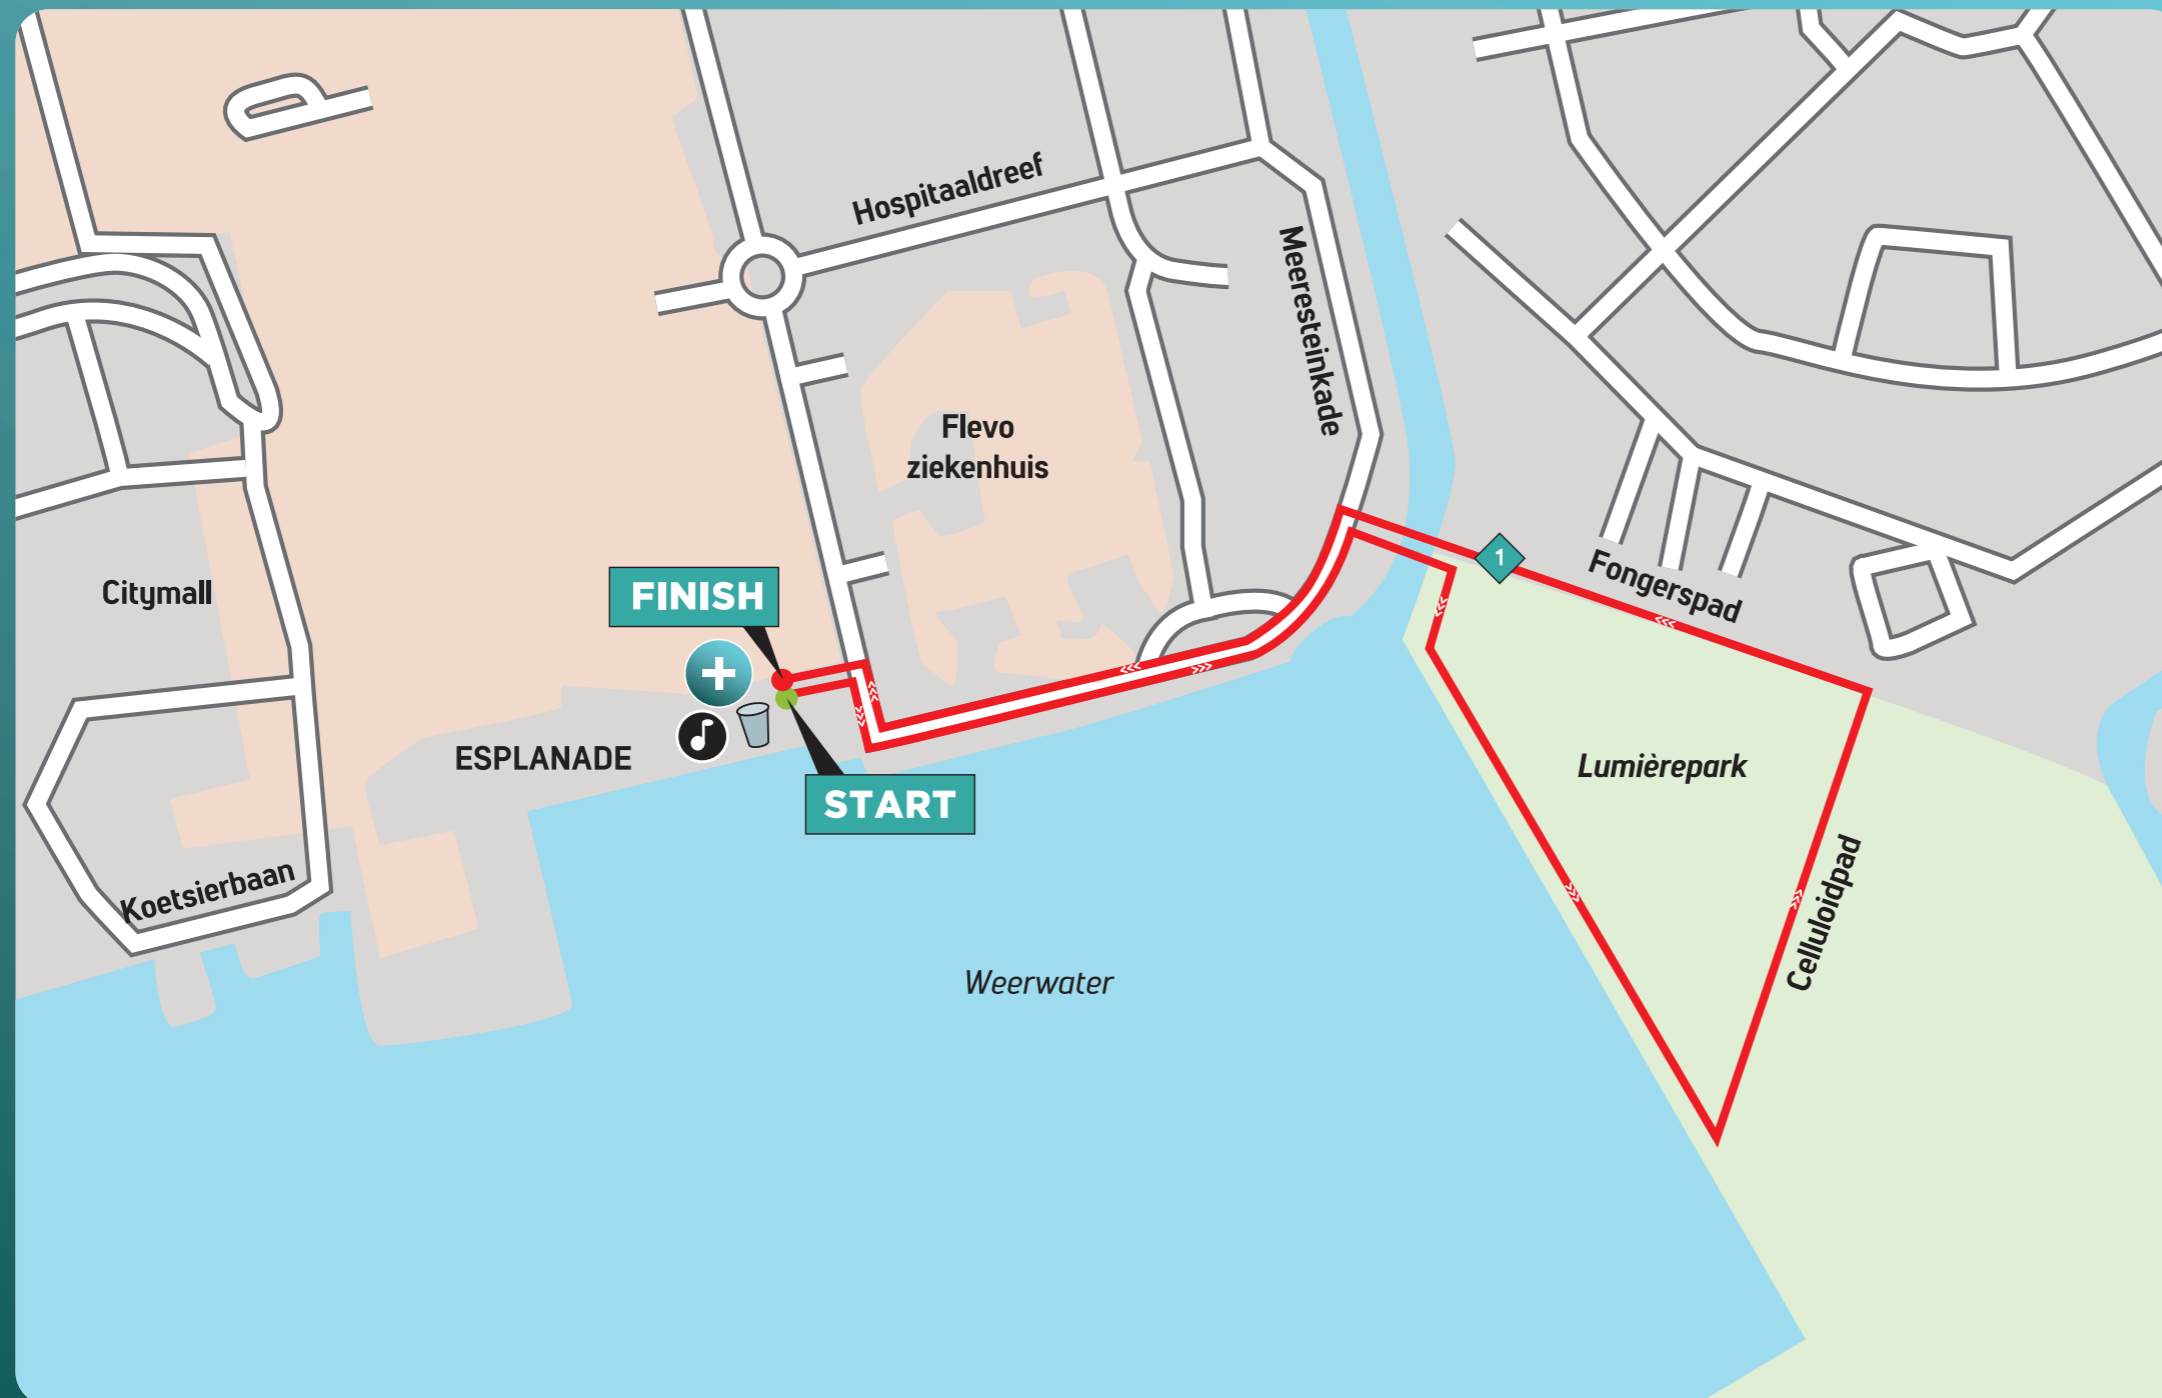 Hospitaaldreef
Meeresteinkade
Flevo
ziekenhuis
1
Fongerspad
Citymall
FINISH
ESPLANADE
START
Lumièrepark
Koetsierbaan
Celluloidpad
Weerwater